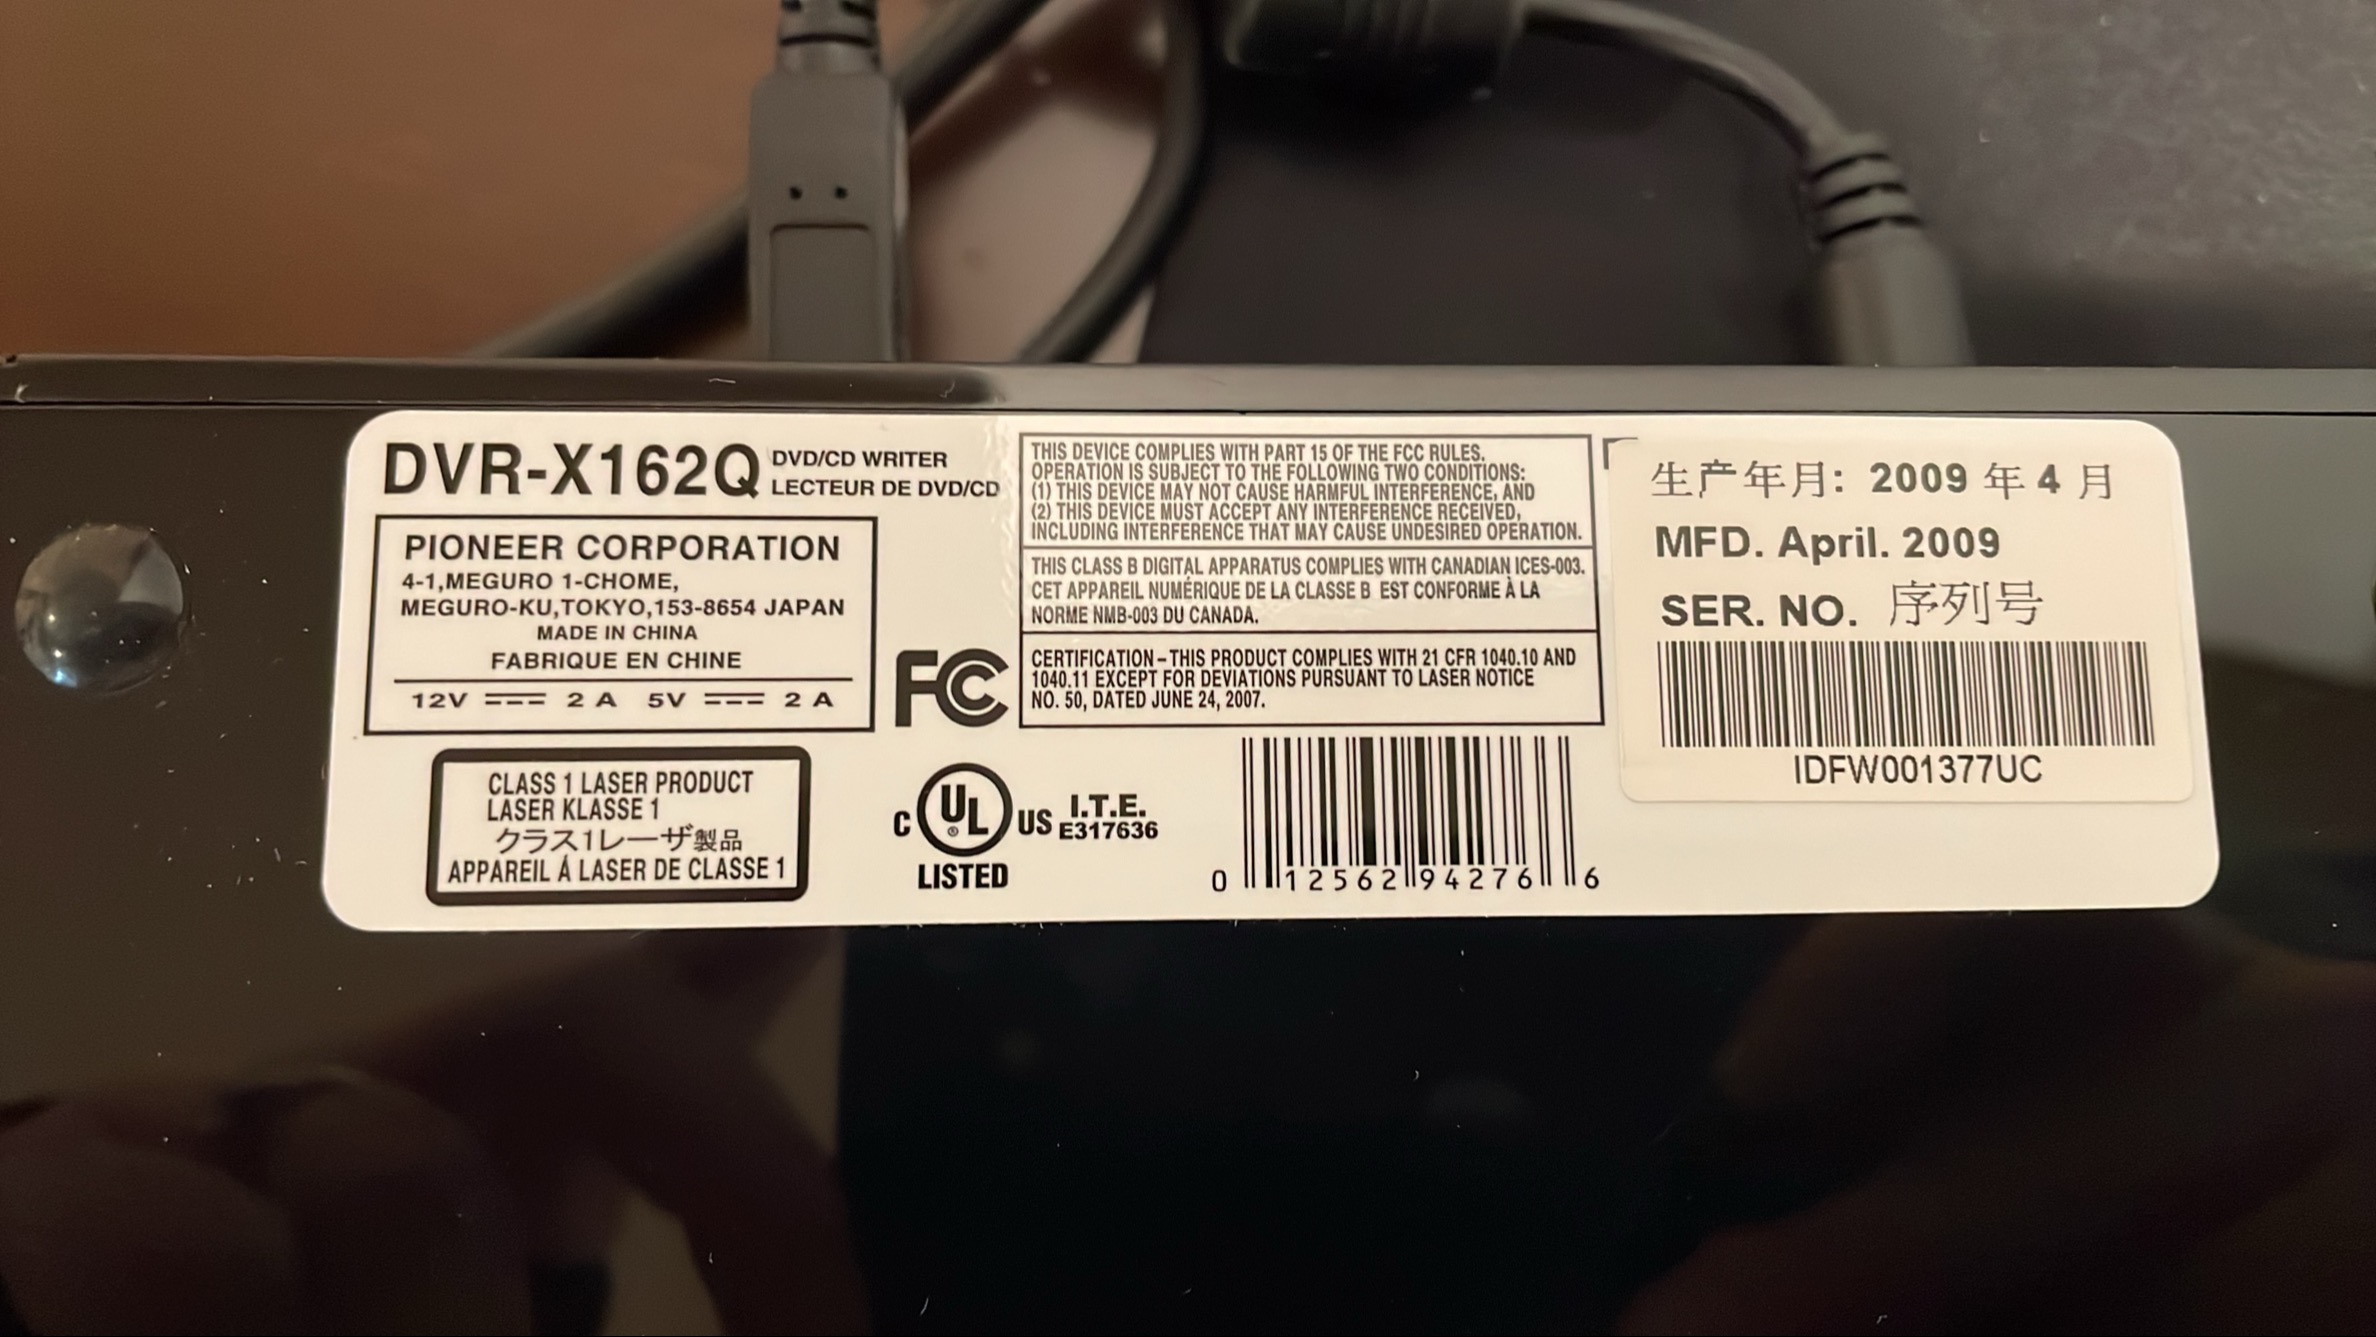 DVR-X162Q DVD/CD WRITER
LECTEUR DE DVD/CD
PIONEER CORPORATION
4-1,MEGURO 1-CHOME,
MEGURO-KU,TOKYO,153-8654 JAPAN
MADE IN CHINA
FABRIQUE EN CHINE
12V ⎓ 2 A 5V ⎓ 2 A
CLASS 1 LASER PRODUCT
LASER KLASSE 1
クラス1レーザ製品
APPAREIL Á LASER DE CLASSE 1
FC
THIS DEVICE COMPLIES WITH PART 15 OF THE FCC RULES.
OPERATION IS SUBJECT TO THE FOLLOWING TWO CONDITIONS:
(1) THIS DEVICE MAY NOT CAUSE HARMFUL INTERFERENCE, AND
(2) THIS DEVICE MUST ACCEPT ANY INTERFERENCE RECEIVED,
INCLUDING INTERFERENCE THAT MAY CAUSE UNDESIRED OPERATION.
THIS CLASS B DIGITAL APPARATUS COMPLIES WITH CANADIAN ICES-003.
CET APPAREIL NUMÉRIQUE DE LA CLASSE B EST CONFORME À LA
NORME NMB-003 DU CANADA.
CERTIFICATION–THIS PRODUCT COMPLIES WITH 21 CFR 1040.10 AND
1040.11 EXCEPT FOR DEVIATIONS PURSUANT TO LASER NOTICE
NO. 50, DATED JUNE 24, 2007.
C UL® US I.T.E.
E317636
LISTED
0 12562 94276 6
生产年月: 2009 年 4 月
MFD. April. 2009
SER. NO. 序列号
IDFW001377UC